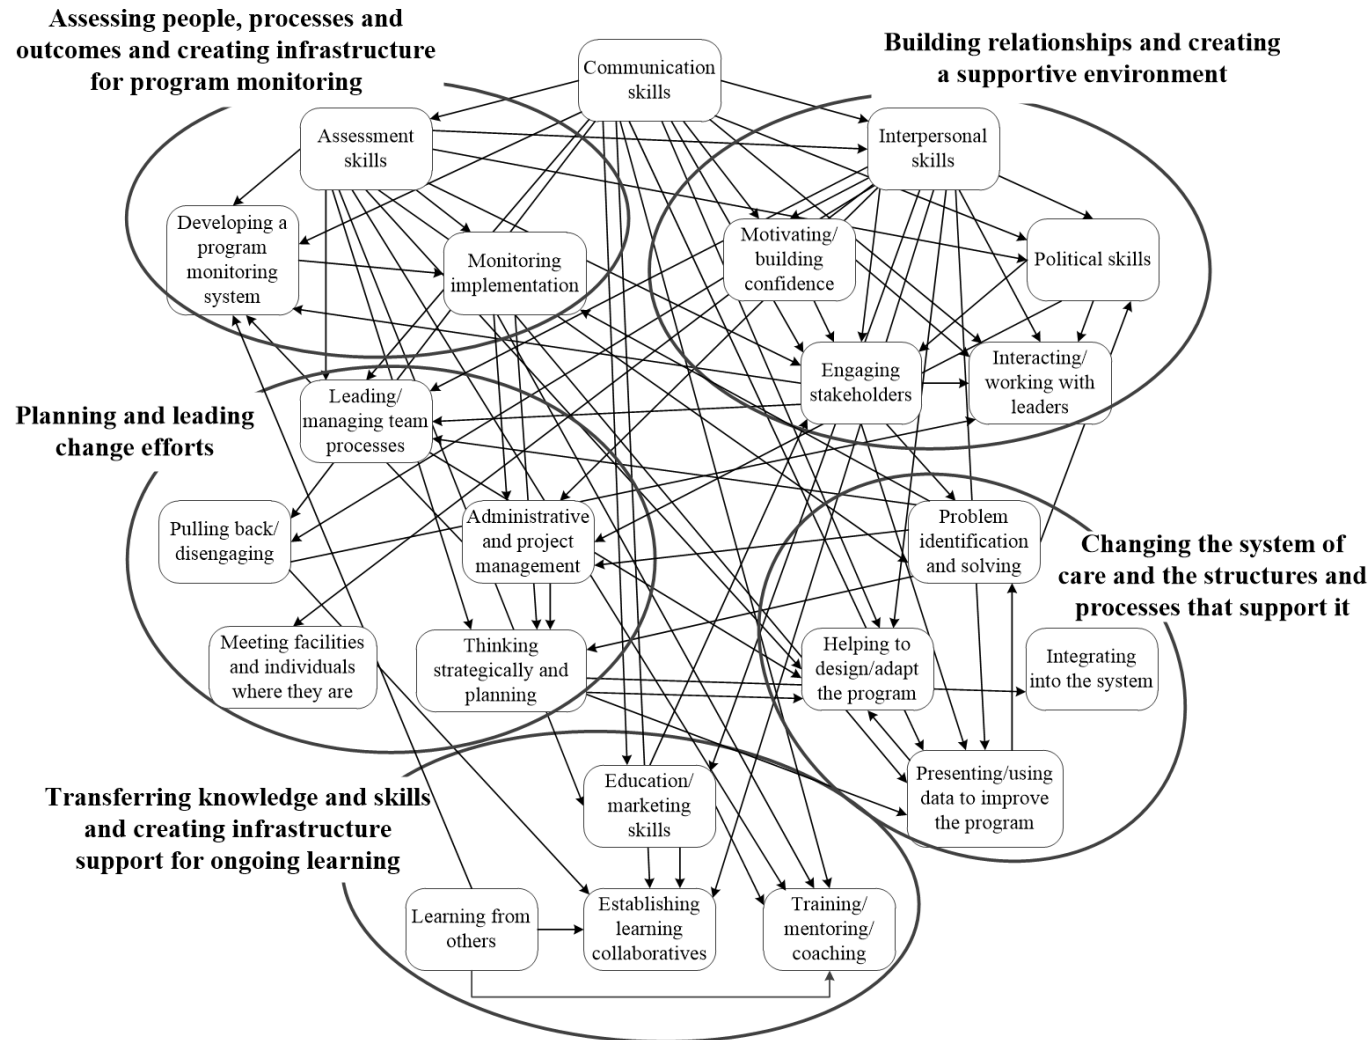 Assessing people, processes and
outcomes and creating infrastructure
for program monitoring
Building relationships and creating
a supportive environment
Communication
skills
Assessment
skills
Interpersonal
skills
Developing a
program
monitoring
system
Monitoring
implementation
Motivating/
building
confidence
Political skills
Engaging
stakeholders
Interacting/
working with
leaders
Planning and leading
change efforts
Leading/
managing team
processes
Pulling back/
disengaging
Administrative
and project
management
Problem
identification
and solving
Changing the system of
care and the structures and
processes that support it
Meeting facilities
and individuals
where they are
Thinking
strategically and
planning
Helping to
design/adapt
the program
Integrating
into the system
Transferring knowledge and skills
and creating infrastructure
support for ongoing learning
Education/
marketing
skills
Presenting/using
data to improve
the program
Learning from
others
Establishing
learning
collaboratives
Training/
mentoring/
coaching